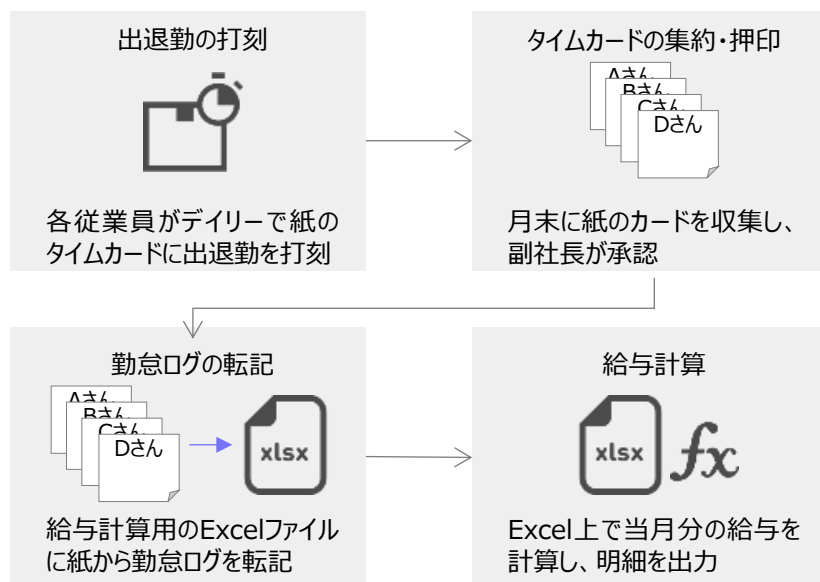 出退勤の打刻
各従業員がデイリーで紙の
タイムカードに出退勤を打刻
タイムカードの集約・押印
Aさん
Bさん
Cさん
Dさん
月末に紙のカードを収集し、
副社長が承認
勤怠ログの転記
Aさん
Bさん
Cさん
Dさん
xlsx
給与計算用のExcelファイル
に紙から勤怠ログを転記
給与計算
xlsx
fx
Excel上で当月分の給与を
計算し、明細を出力